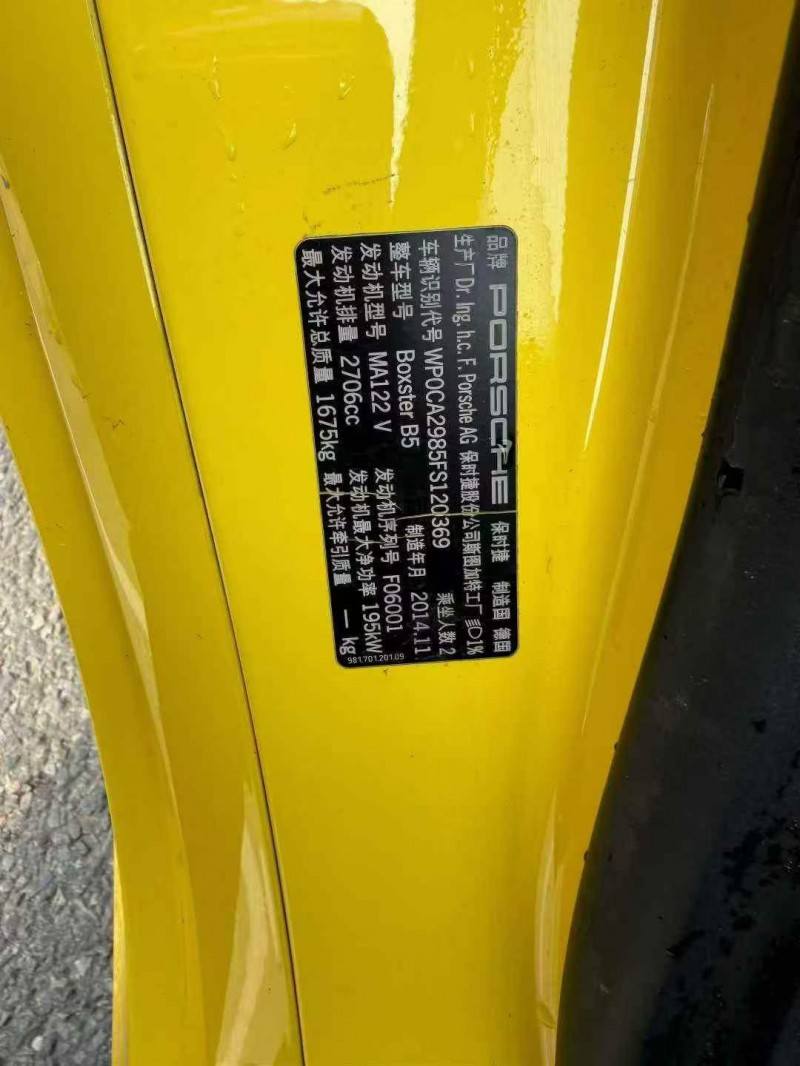 品牌 PORSCHE 保时捷 制造国 德国
生产厂 Dr. Ing. h.c. F. Porsche AG 保时捷股份公司斯图加特工厂 1%
车辆识别代号 WP0CA2985FS120369 乘坐人数 2
整车型号 Boxster B5 制造年月 2014.11
发动机型号 MA122 V 发动机序列号 F06001
发动机排量 2706cc 发动机最大净功率 195kW
最大允许总质量 1675kg 最大允许牵引质量 — kg
981.701.201.09